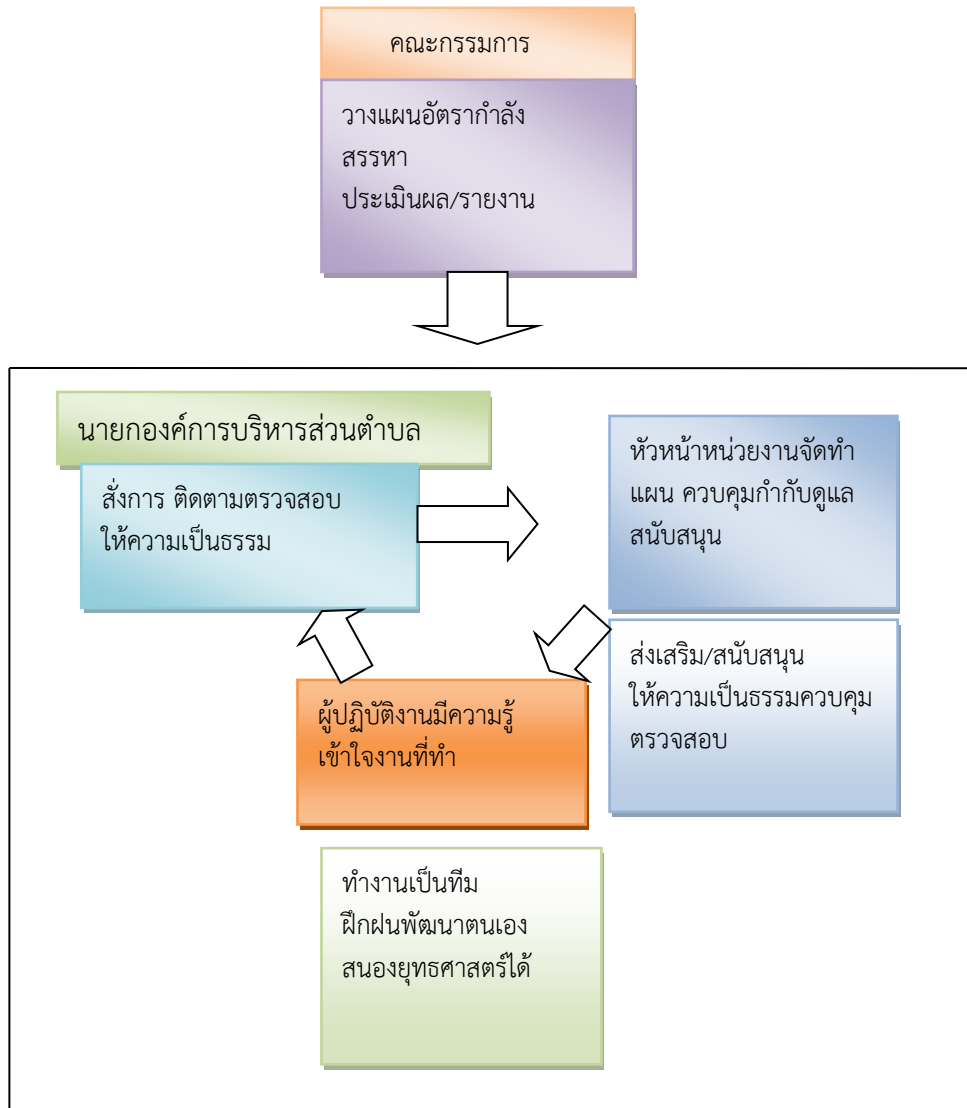 คณะกรรมการ
วางแผนอัตรากำลัง
สรรหา
ประเมินผล/รายงาน
นายกองค์การบริหารส่วนตำบล
สั่งการ ติดตามตรวจสอบ
ให้ความเป็นธรรม
หัวหน้าหน่วยงานจัดทำ
แผน ควบคุมกำกับดูแล
สนับสนุน
ส่งเสริม/สนับสนุน
ให้ความเป็นธรรมควบคุม
ตรวจสอบ
ผู้ปฏิบัติงานมีความรู้
เข้าใจงานที่ทำ
ทำงานเป็นทีม
ฝึกฝนพัฒนาตนเอง
สนองยุทธศาสตร์ได้